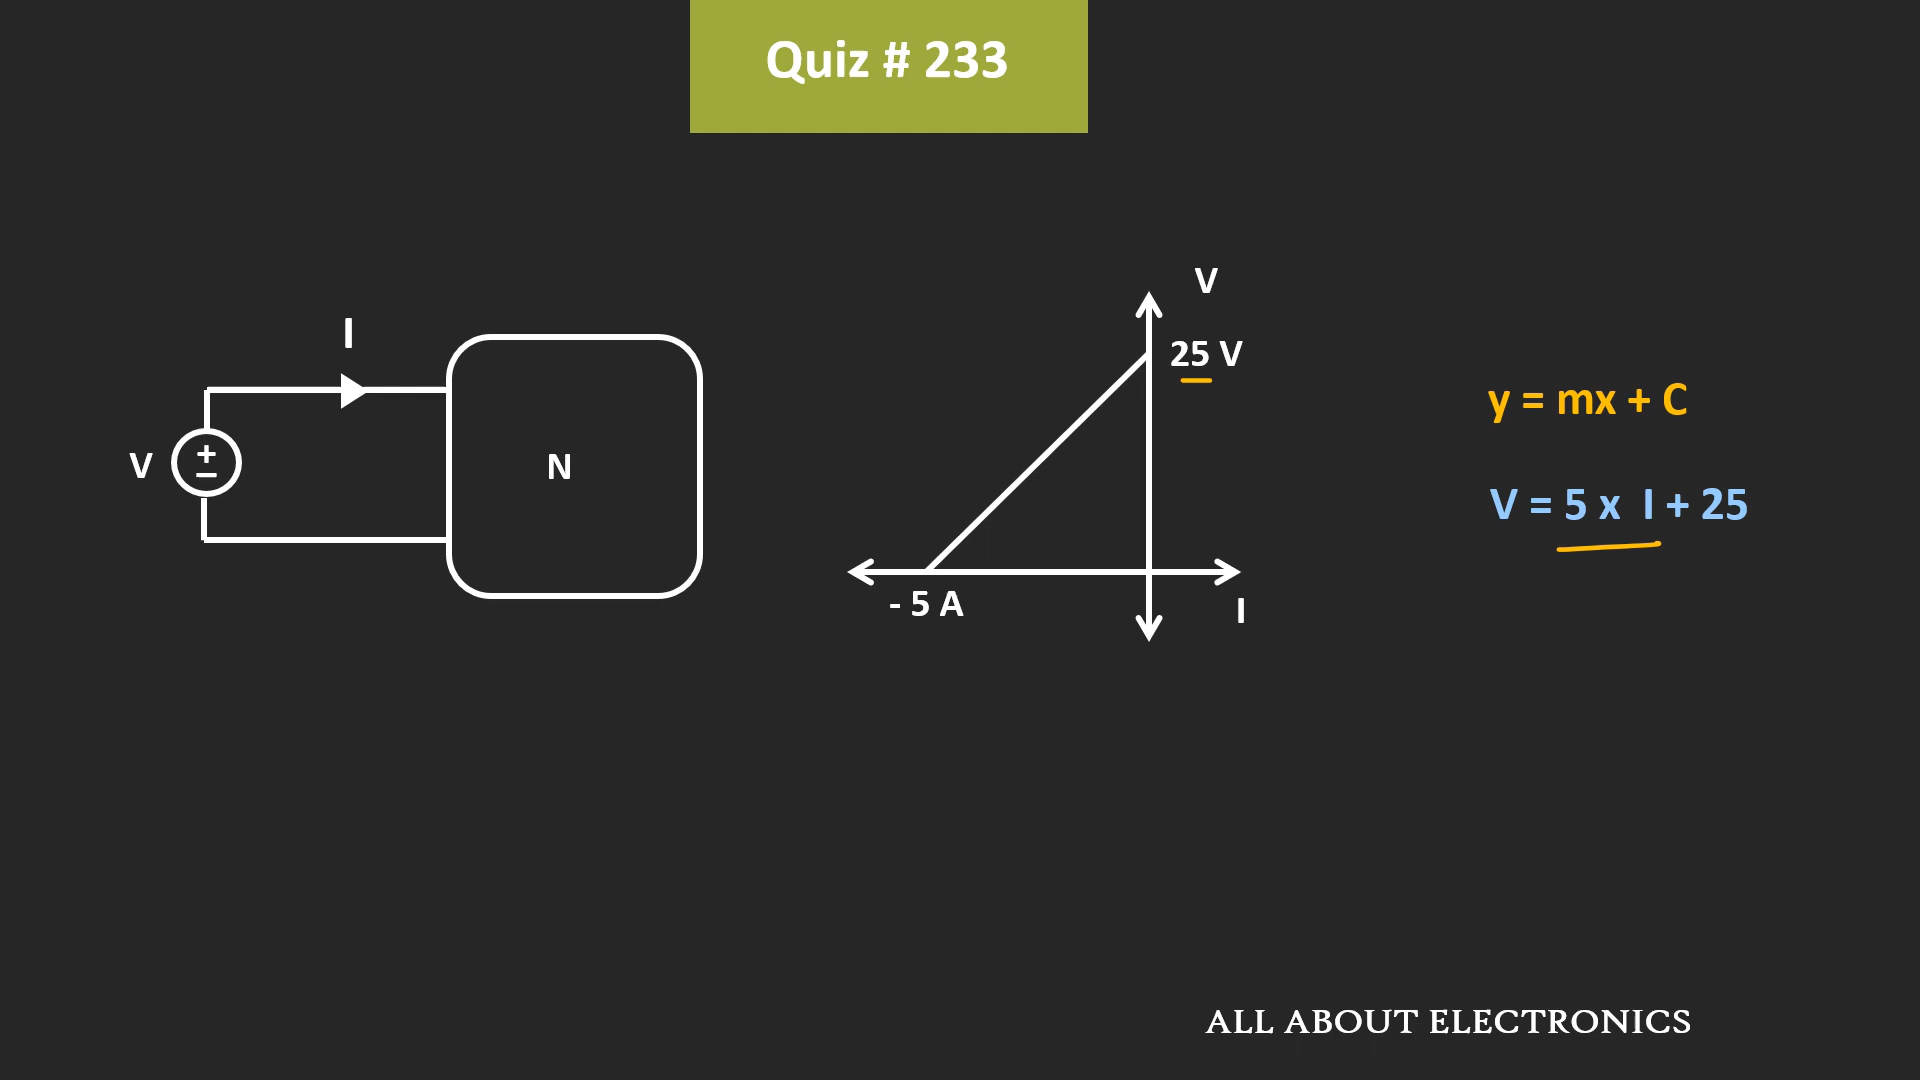 Quiz # 233
I
V
+
−
N
V
25 V
- 5 A
I
y = mx + C
V = 5 x I + 25
ALL ABOUT ELECTRONICS